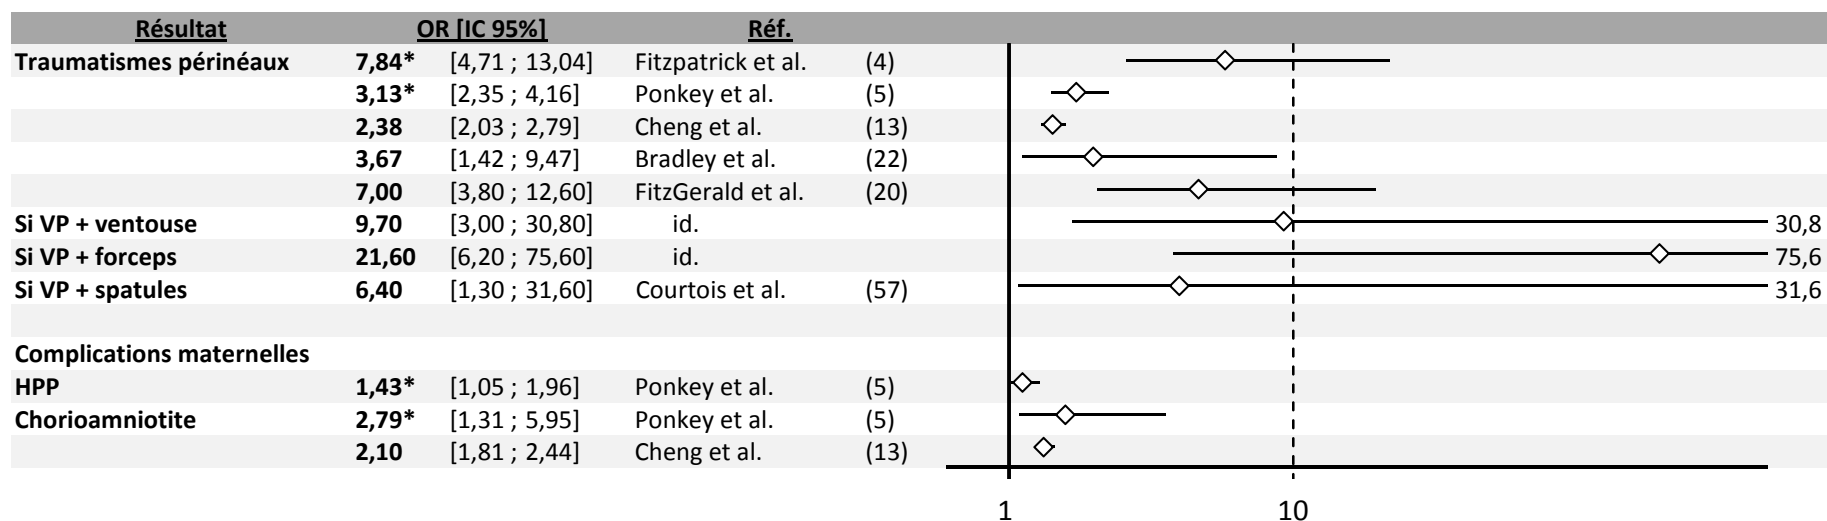 Résultat OR [IC 95%] Réf.
Traumatismes périnéaux 7,84* [4,71 ; 13,04] Fitzpatrick et al. (4)
3,13* [2,35 ; 4,16] Ponkey et al. (5)
2,38 [2,03 ; 2,79] Cheng et al. (13)
3,67 [1,42 ; 9,47] Bradley et al. (22)
7,00 [3,80 ; 12,60] FitzGerald et al. (20)
Si VP + ventouse 9,70 [3,00 ; 30,80] id. 30,8
Si VP + forceps 21,60 [6,20 ; 75,60] id. 75,6
Si VP + spatules 6,40 [1,30 ; 31,60] Courtois et al. (57) 31,6
Complications maternelles
HPP 1,43* [1,05 ; 1,96] Ponkey et al. (5)
Chorioamniotite 2,79* [1,31 ; 5,95] Ponkey et al. (5)
2,10 [1,81 ; 2,44] Cheng et al. (13)
1 10